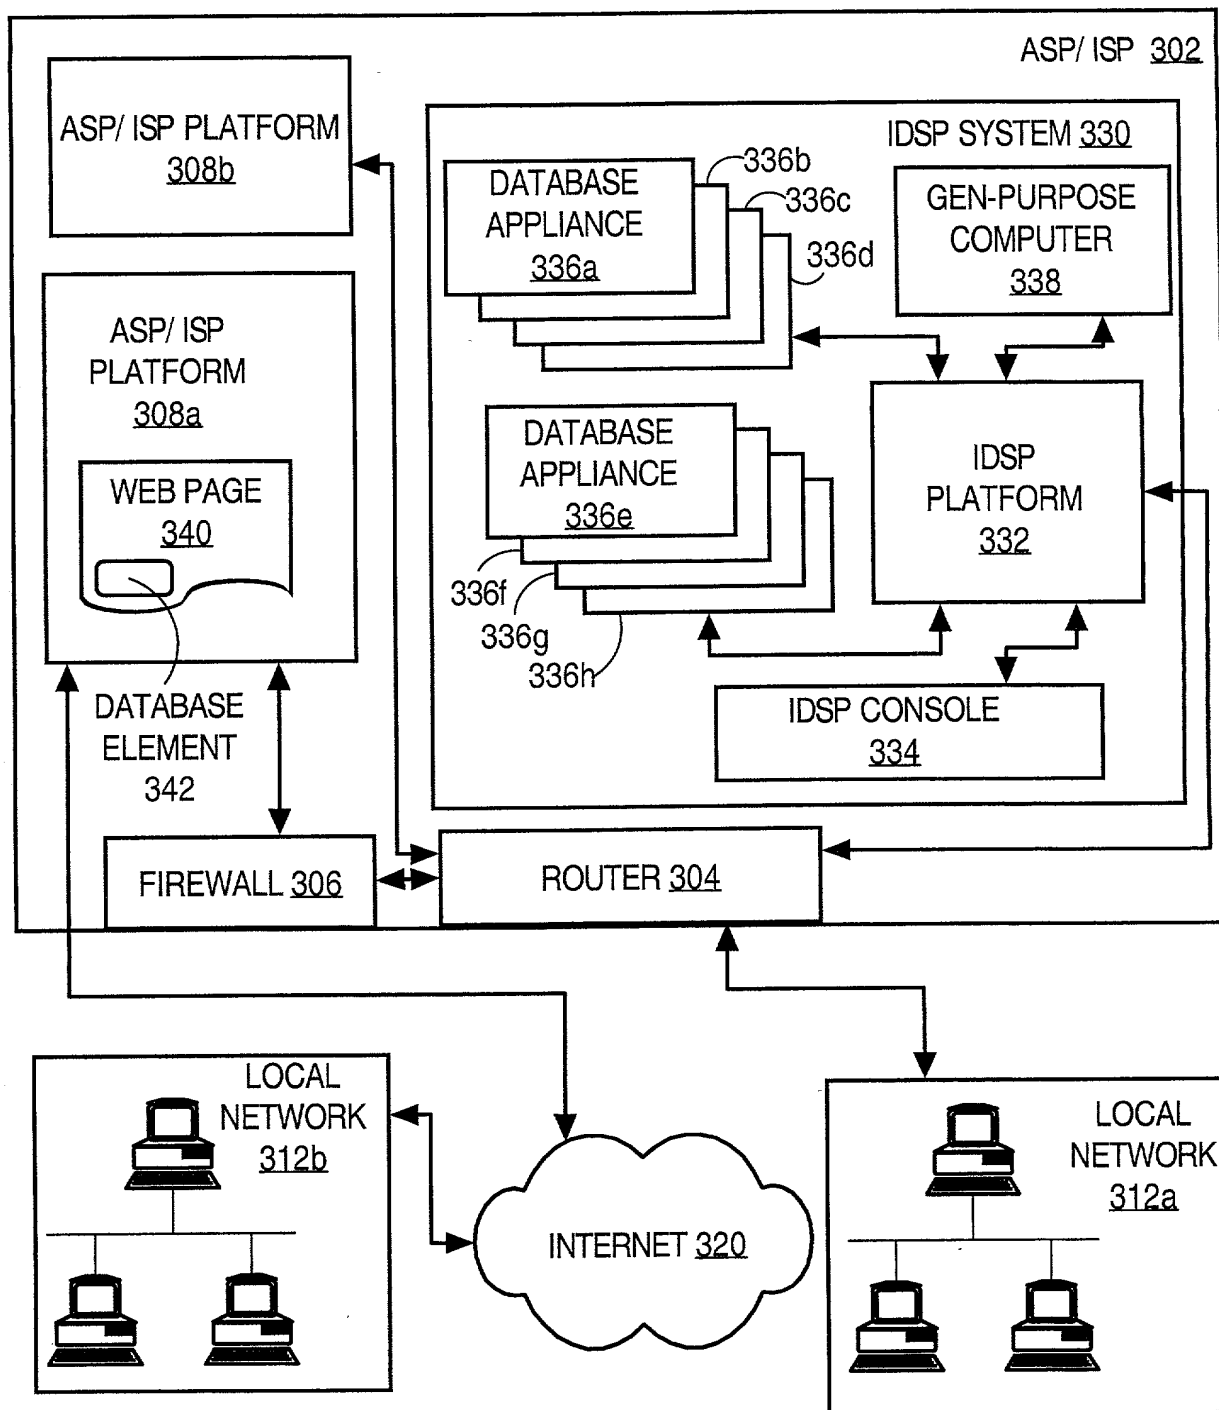 ASP/ ISP 302
ASP/ ISP PLATFORM
308b
IDSP SYSTEM 330
DATABASE
APPLIANCE
336a
336b
336c
336d
GEN-PURPOSE
COMPUTER
338
ASP/ ISP
PLATFORM
308a
WEB PAGE
340
DATABASE
APPLIANCE
336e
336f
336g
336h
IDSP
PLATFORM
332
DATABASE
ELEMENT
342
IDSP CONSOLE
334
FIREWALL 306
ROUTER 304
LOCAL
NETWORK
312b
INTERNET 320
LOCAL
NETWORK
312a